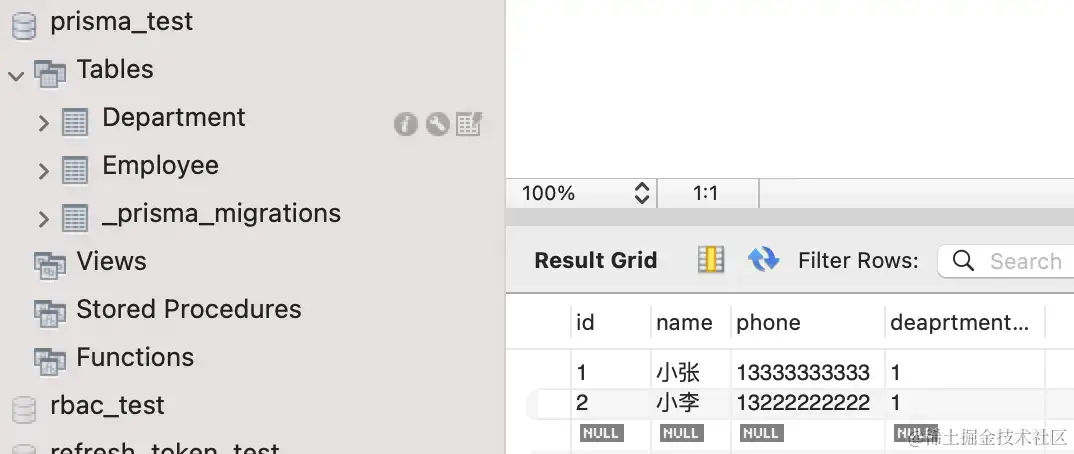 prisma_test
Tables
Department
Employee
_prisma_migrations
Views
Stored Procedures
Functions
rbac_test
refresh_token_test
100%
1:1
Result Grid
Filter Rows:
Search
id name phone deaprtment...
1 小张 13333333333 1
2 小李 13222222222 1
NULL NULL NULL NULL
@稀土掘金技术社区